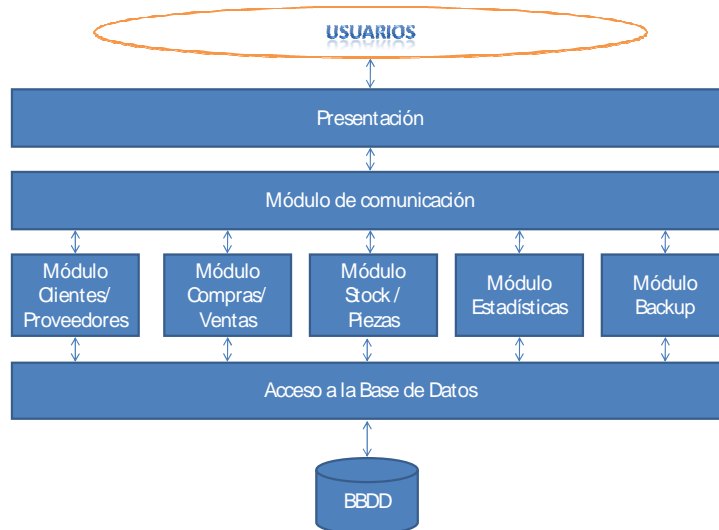 USUARIOS
Presentación
Módulo de comunicación
Módulo
Clientes/
Proveedores
Módulo
Compras/
Ventas
Módulo
Stock /
Piezas
Módulo
Estadísticas
Módulo
Backup
Acceso a la Base de Datos
BBDD